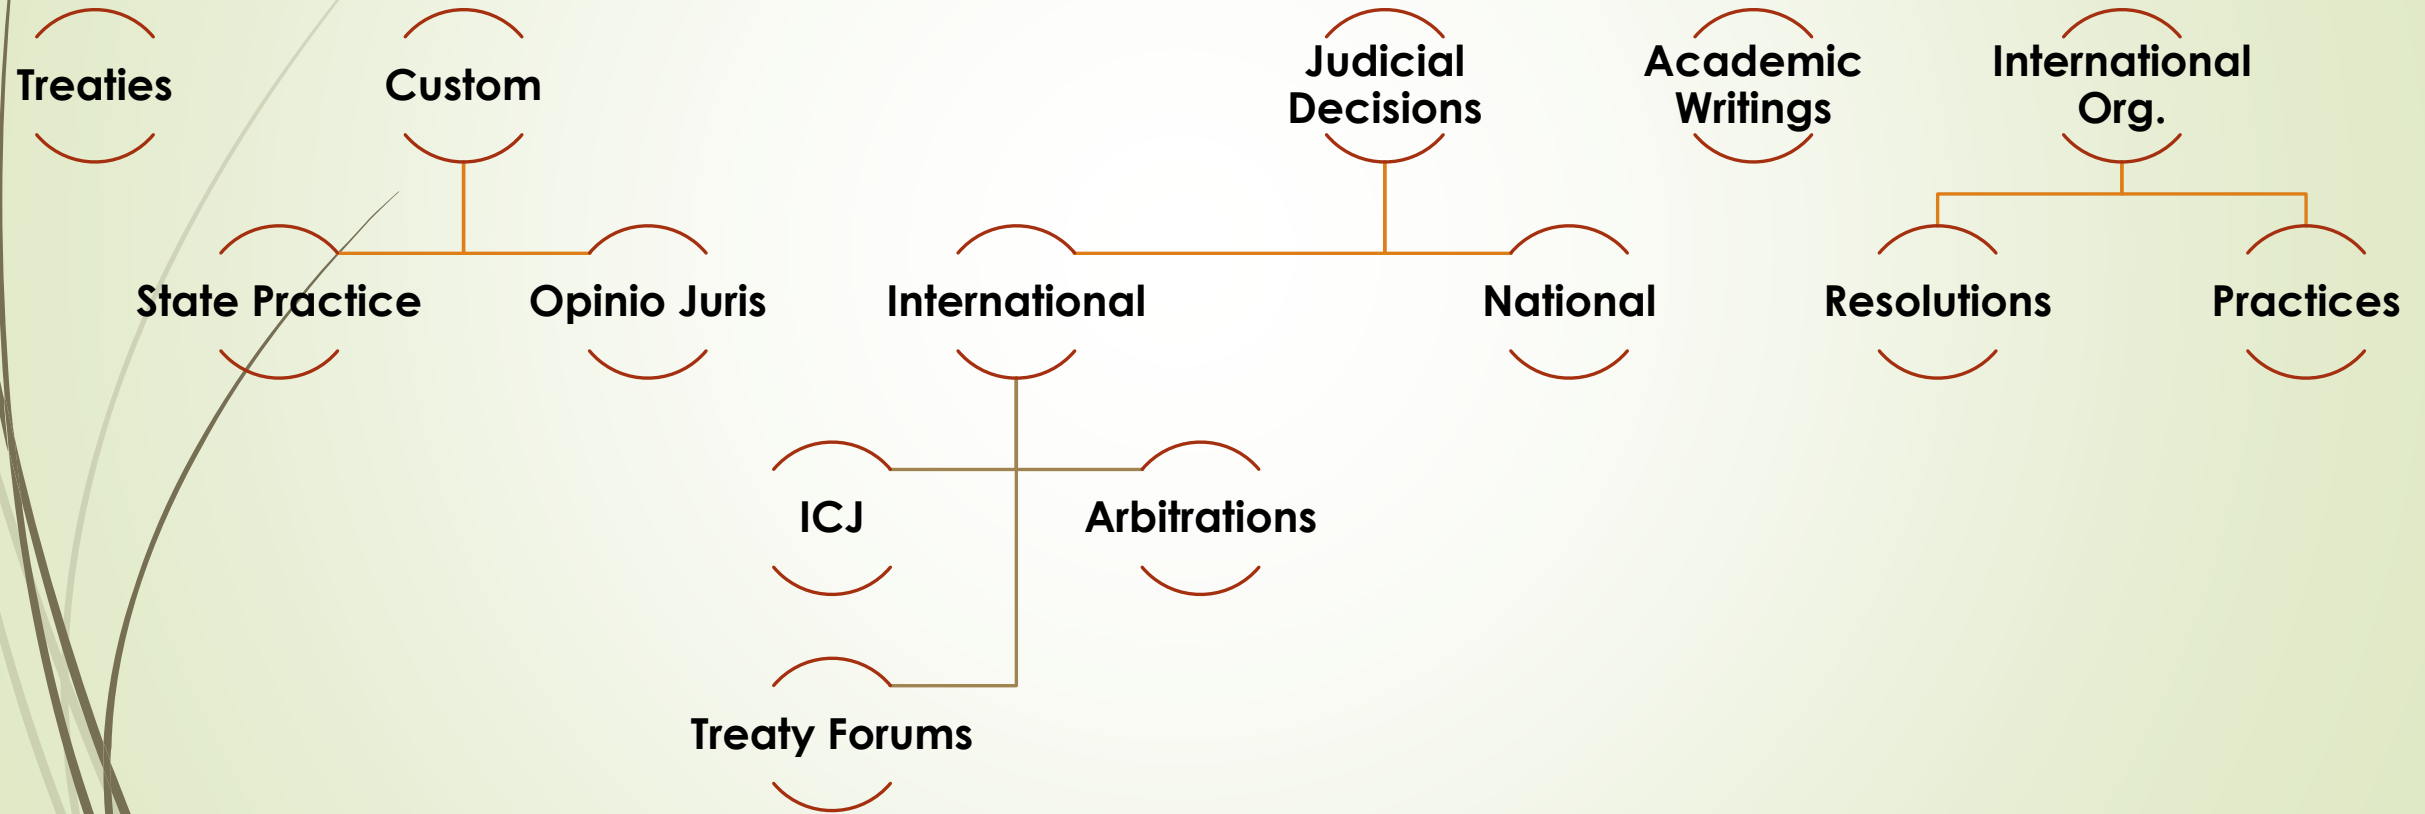 Treaties
Custom
Judicial
Decisions
Academic
Writings
International
Org.
State Practice
Opinio Juris
International
National
Resolutions
Practices
ICJ
Arbitrations
Treaty Forums